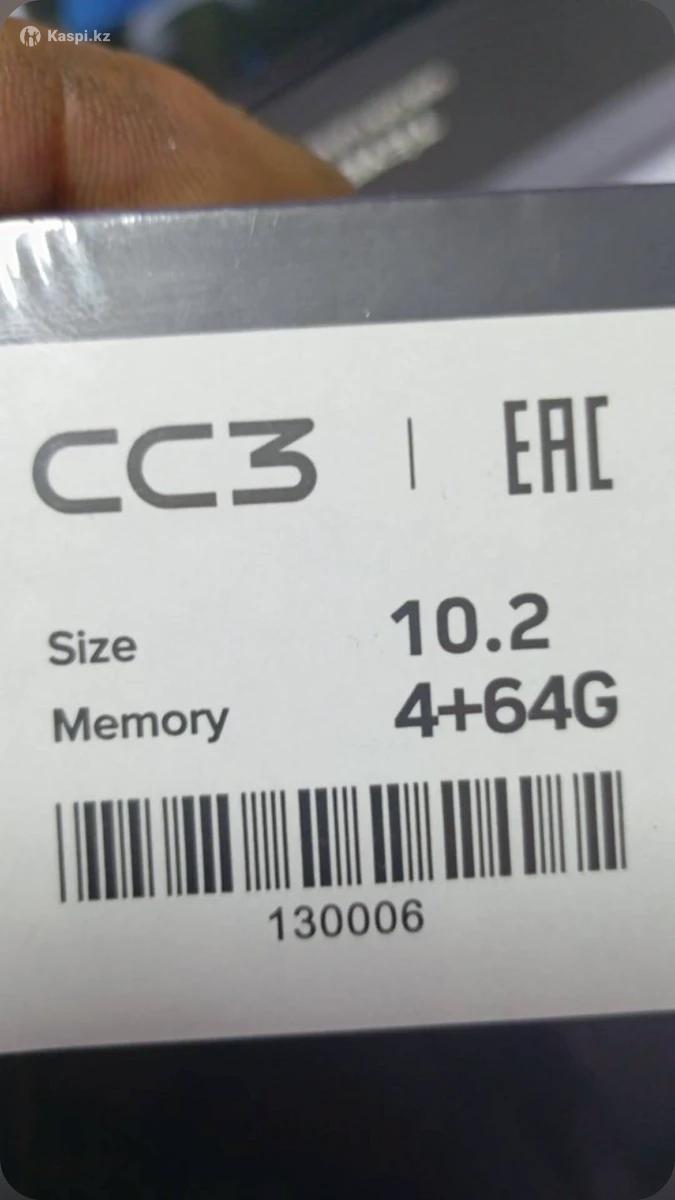 Kaspi.kz
CC3 | EAC
Size 10.2
Memory 4+64G
130006